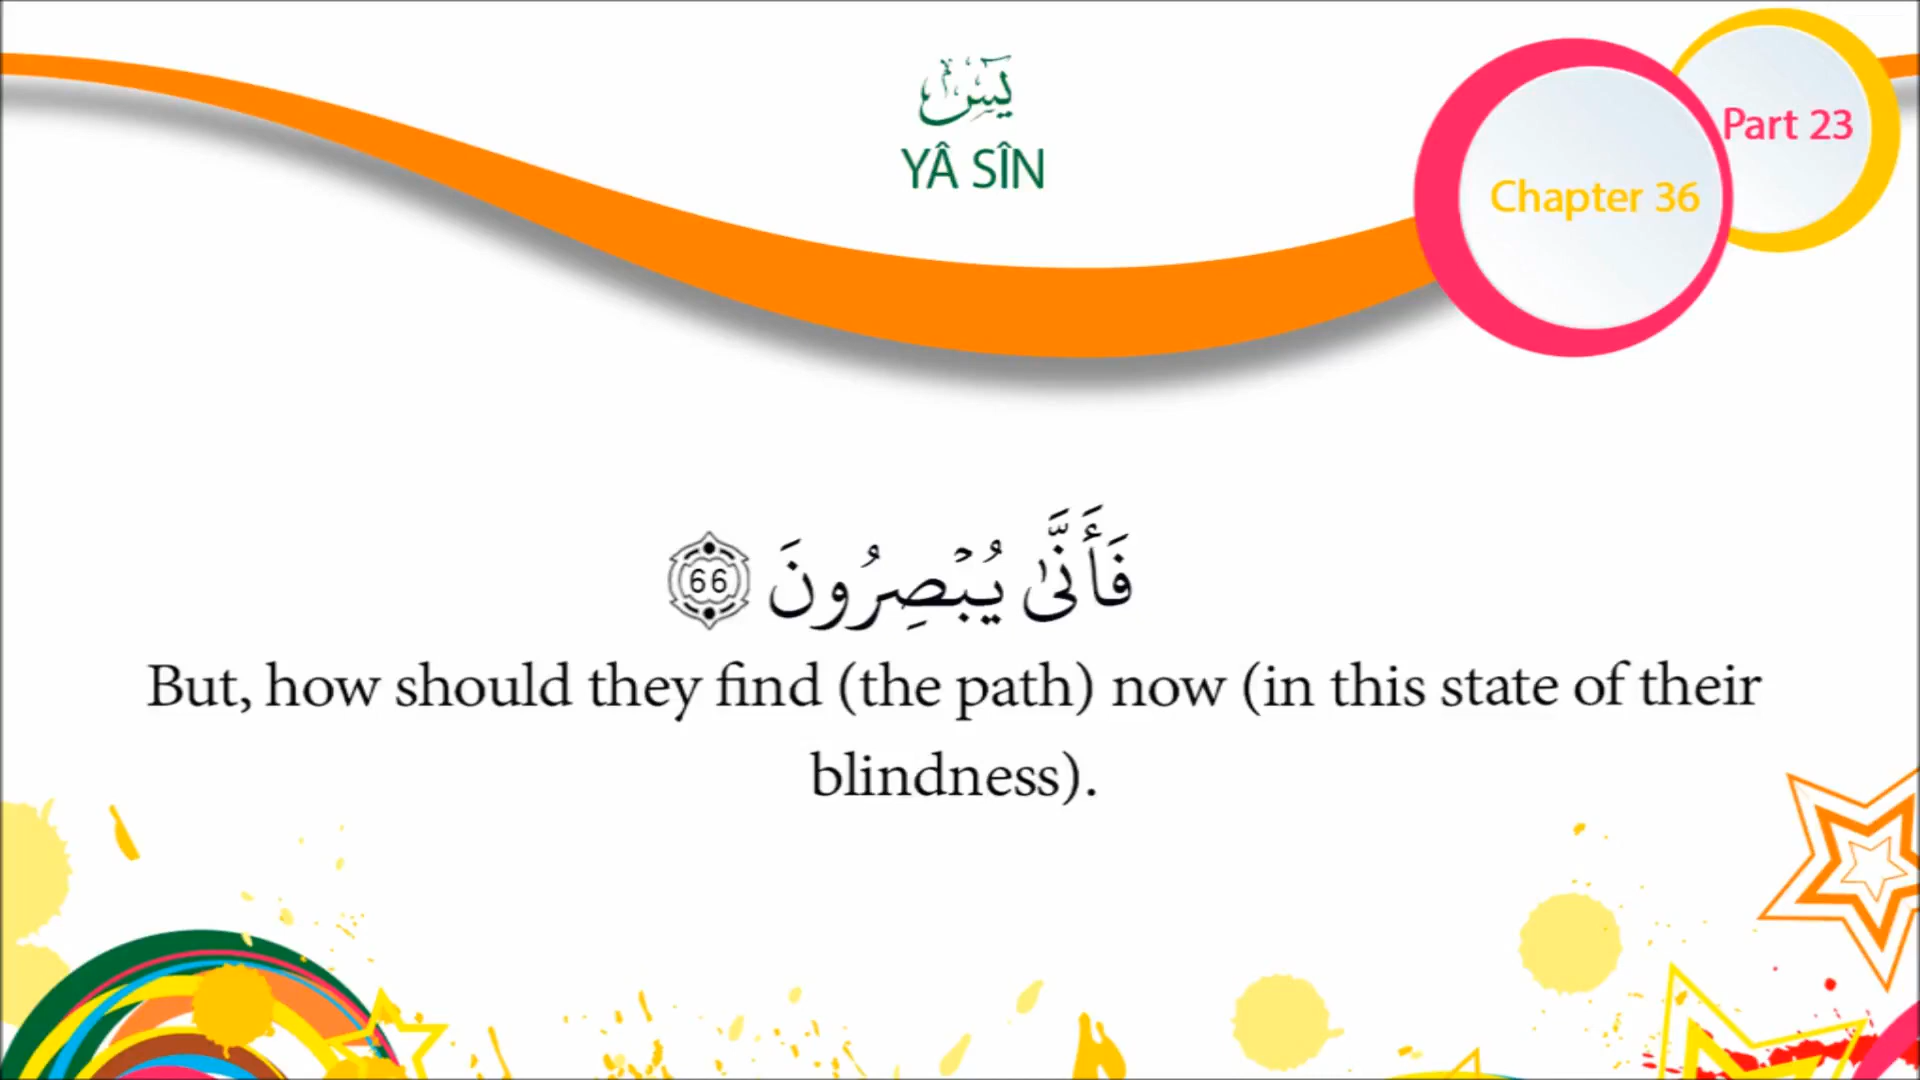 يسٓ
YÂ SÎN
Part 23
Chapter 36
فَأَنَّىٰ يُبْصِرُونَ 66
But, how should they find (the path) now (in this state of their
blindness).